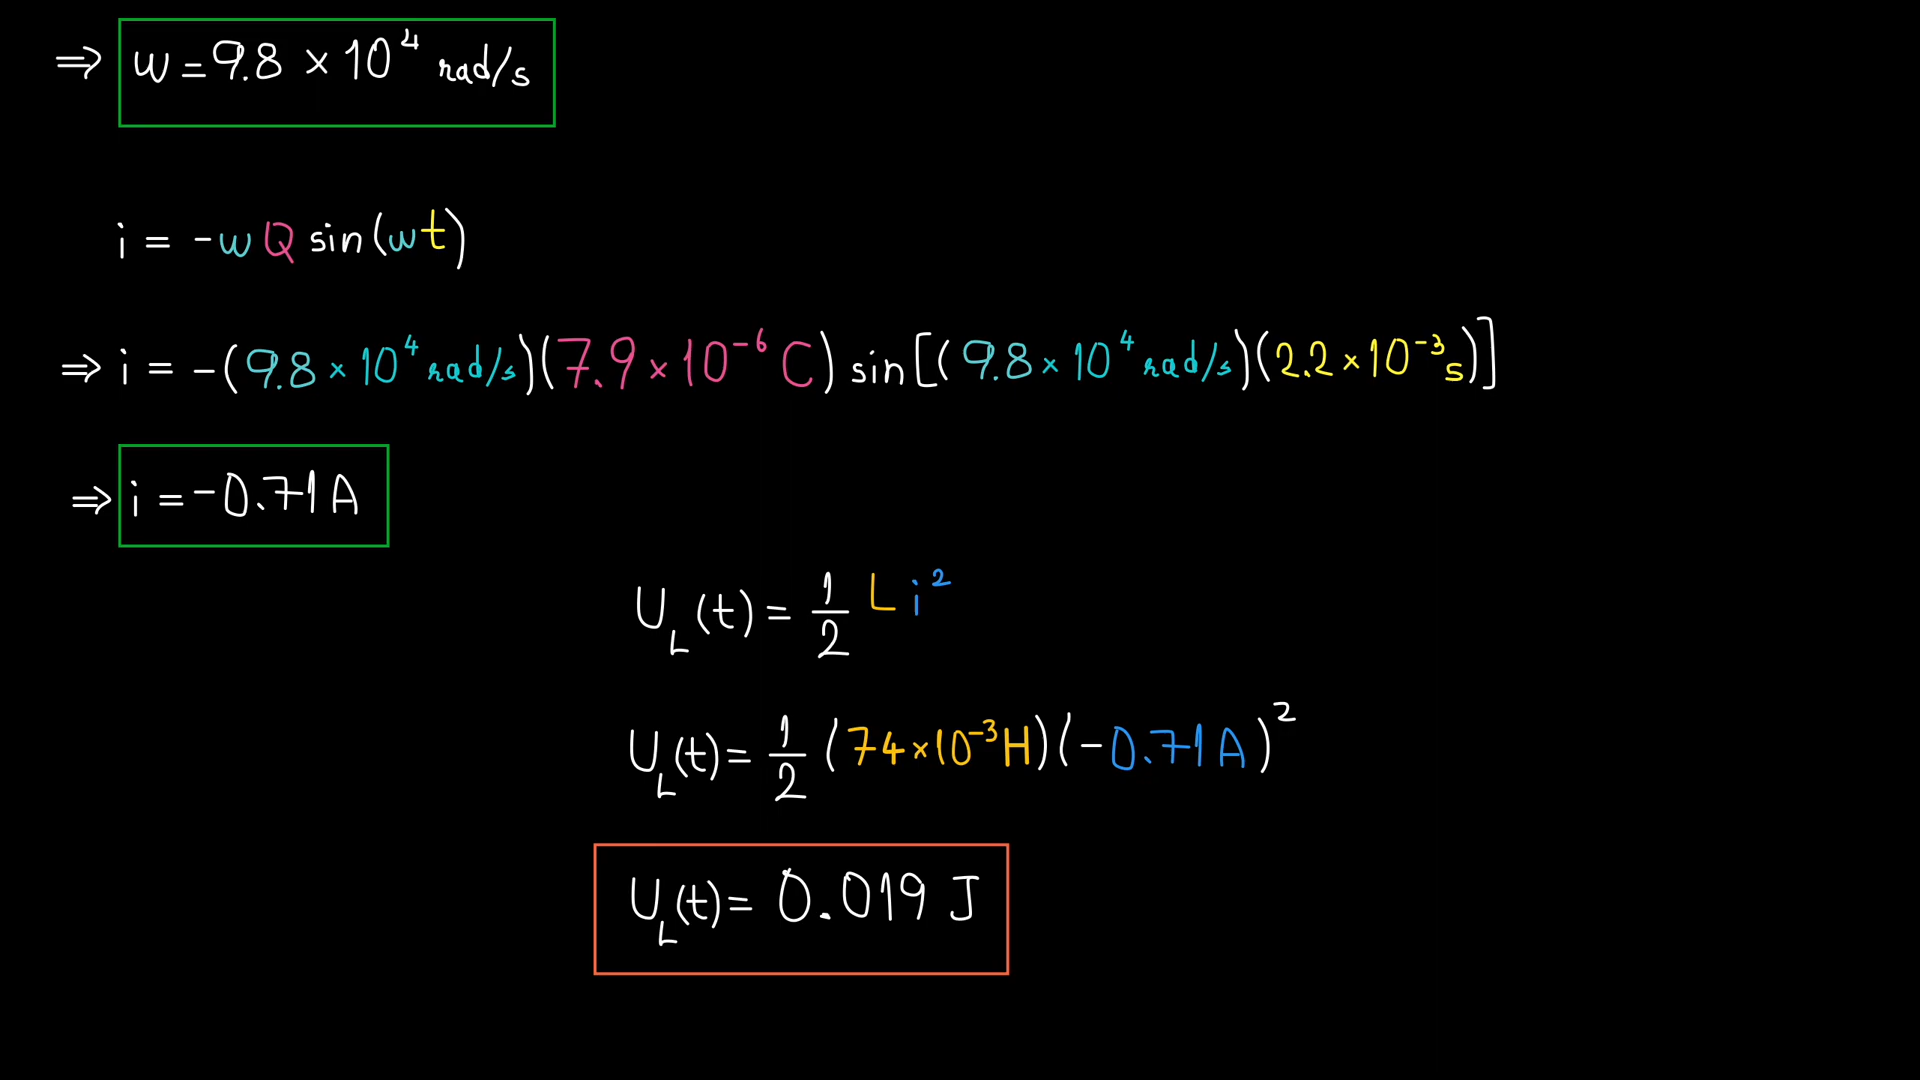 ⇒ w = 9.8 × 10⁴ rad/s
i = -wQ sin(wt)
⇒ i = -(9.8 × 10⁴ rad/s)(7.9 × 10⁻⁶ C) sin[(9.8 × 10⁴ rad/s)(2.2 × 10⁻³ s)]
⇒ i = -0.71 A
U_L(t) = 1/2 L i²
U_L(t) = 1/2 (74 × 10⁻³ H)(-0.71 A)²
U_L(t) = 0.019 J